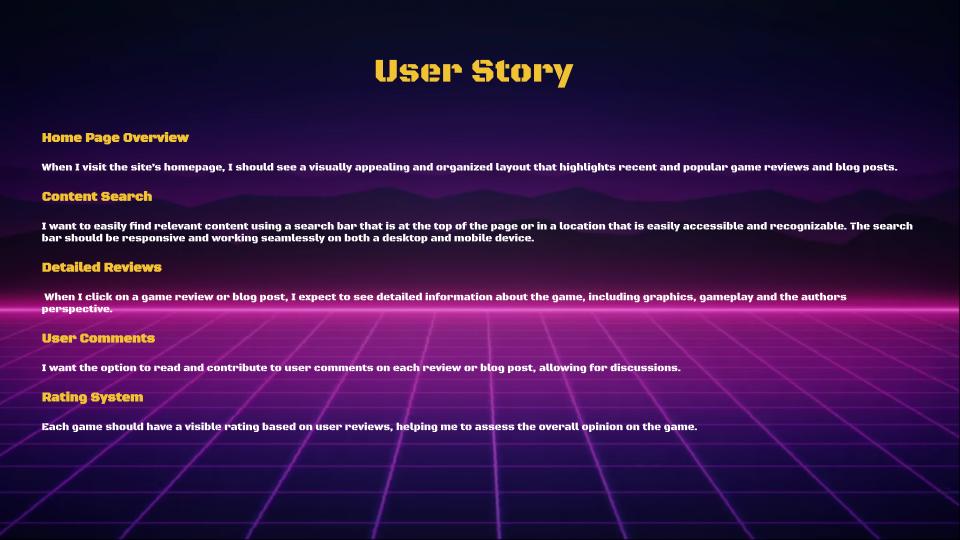 User Story
Home Page Overview
When I visit the site's homepage, I should see a visually appealing and organized layout that highlights recent and popular game reviews and blog posts.
Content Search
I want to easily find relevant content using a search bar that is at the top of the page or in a location that is easily accessible and recognizable. The search
bar should be responsive and working seamlessly on both a desktop and mobile device.
Detailed Reviews
When I click on a game review or blog post, I expect to see detailed information about the game, including graphics, gameplay and the authors
perspective.
User Comments
I want the option to read and contribute to user comments on each review or blog post, allowing for discussions.
Rating System
Each game should have a visible rating based on user reviews, helping me to assess the overall opinion on the game.